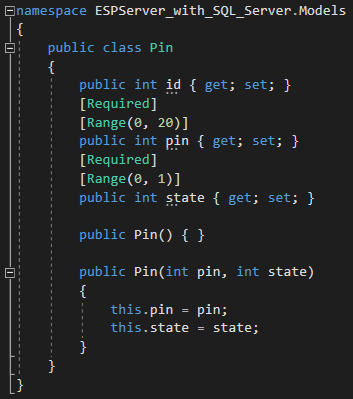 namespace ESPServer_with_SQL_Server.Models
{
    public class Pin
    {
        public int id { get; set; }
        [Required]
        [Range(0, 20)]
        public int pin { get; set; }
        [Required]
        [Range(0, 1)]
        public int state { get; set; }

        public Pin() { }

        public Pin(int pin, int state)
        {
            this.pin = pin;
            this.state = state;
        }
    }
}